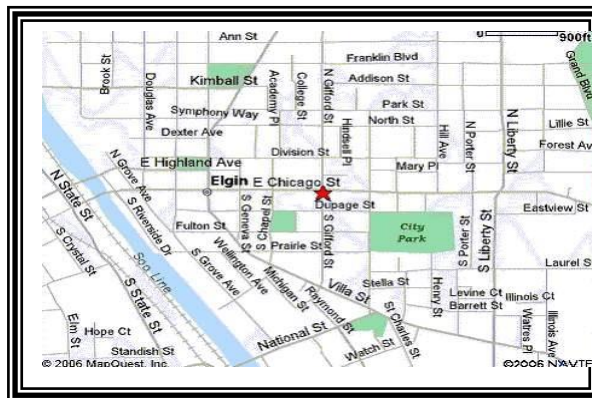 0 900ft
Ann St
Franklin Blvd
Grand Blvd
Brook St
Kimball St
Addison St
Douglas Ave
Academy Pl
College St
N Gifford St
Park St
Symphony Way
North St
N Liberty St
Lillie St
Dexter Ave
Hill Ave
N Porter St
Division St
Forest Av
N Grove Ave
E Highland Ave
Mary Pl
N State St
Elgin E Chicago St
Dupage St
Eastview St
S Riverside Dr
S Geneva St
S Chapel St
S Gifford St
City
Park
S Porter St
S Liberty St
Fulton St
Prairie St
S Crystal St
Soo Line
S Grove Ave
Wellington Ave
Laurel S
Michigan St
Villa St
Stella St
Henry St
S State St
Raymond St
Levine Ct
Illinois Ct
Barrett St
St Charles St
Elm St
Hope Ct
National St
Watres Pl
Illinois Ave
Standish St
Watch St
© 2006 MapQuest, Inc.
©2006 NAVTE